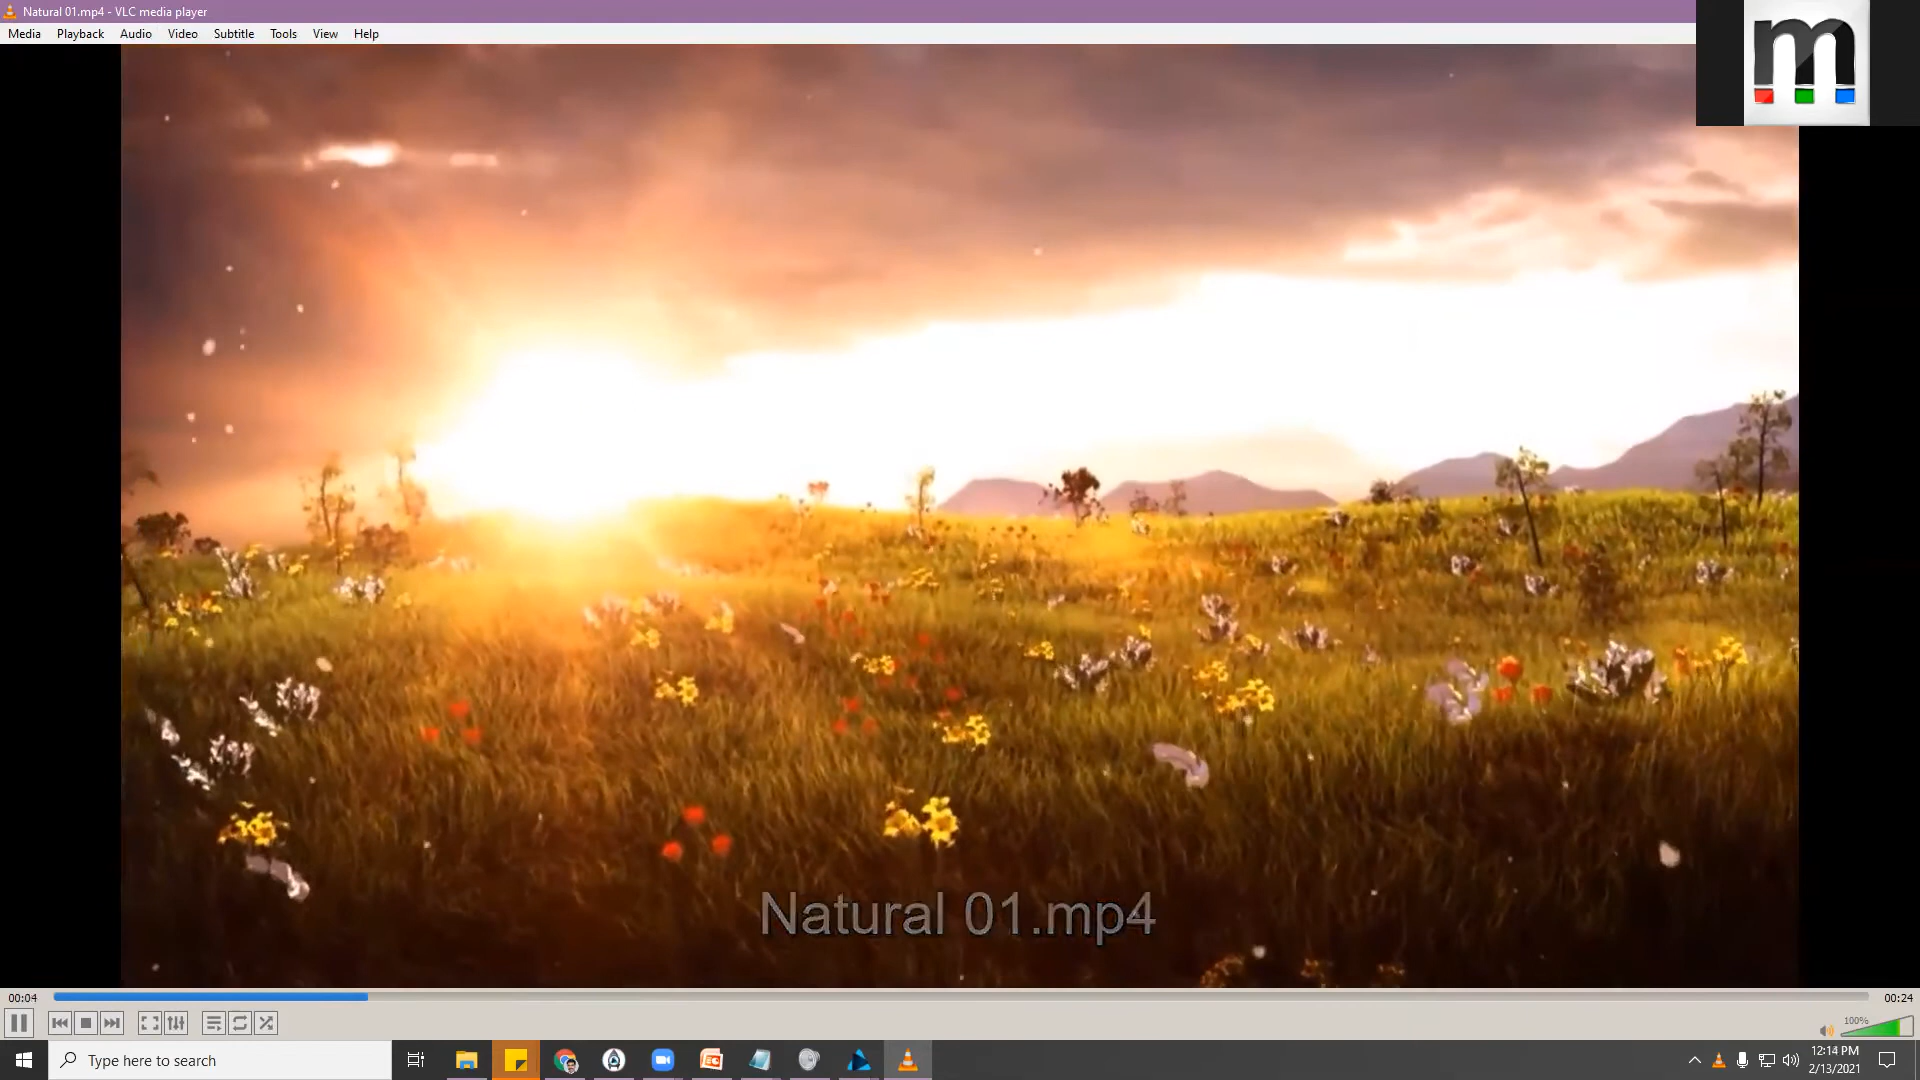 Natural 01.mp4 - VLC media player
Media Playback Audio Video Subtitle Tools View Help
m
Natural 01.mp4
00:04
00:24
100%
Type here to search
12:14 PM
2/13/2021